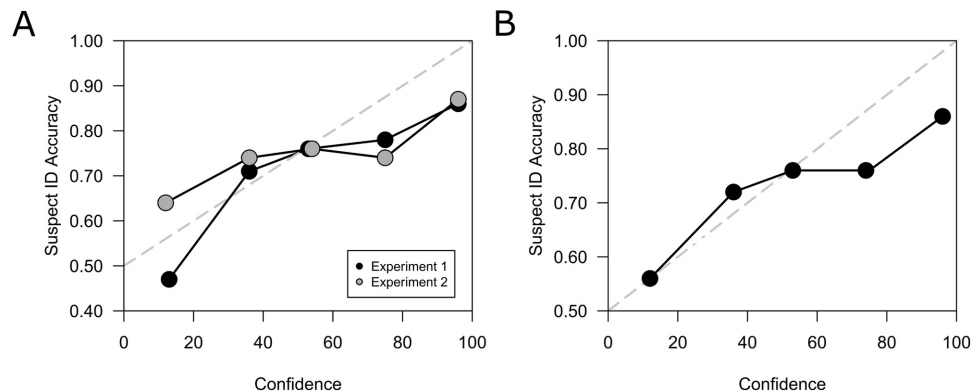 A
1.00
0.90
0.80
0.70
0.60
0.50
0.40
Suspect ID Accuracy
0 20 40 60 80 100
Confidence
Experiment 1
Experiment 2
B
1.00
0.90
0.80
0.70
0.60
0.50
Suspect ID Accuracy
0 20 40 60 80 100
Confidence